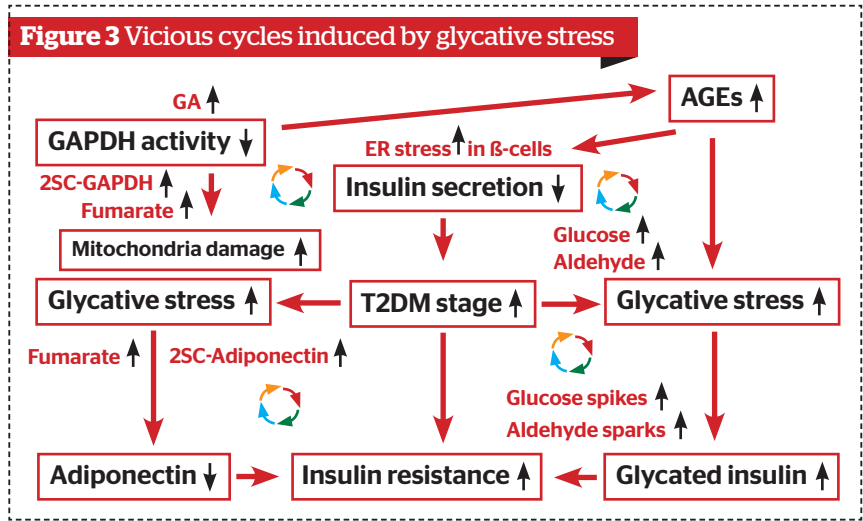 Figure 3 Vicious cycles induced by glycative stress
GA ↑
AGEs ↑
GAPDH activity ↓
ER stress ↑ in ß-cells
2SC-GAPDH ↑
Fumarate ↑
Insulin secretion ↓
Glucose ↑
Aldehyde ↑
Mitochondria damage ↑
Glycative stress ↑
T2DM stage ↑
Glycative stress ↑
Fumarate ↑
2SC-Adiponectin ↑
Glucose spikes ↑
Aldehyde sparks ↑
Adiponectin ↓
Insulin resistance ↑
Glycated insulin ↑